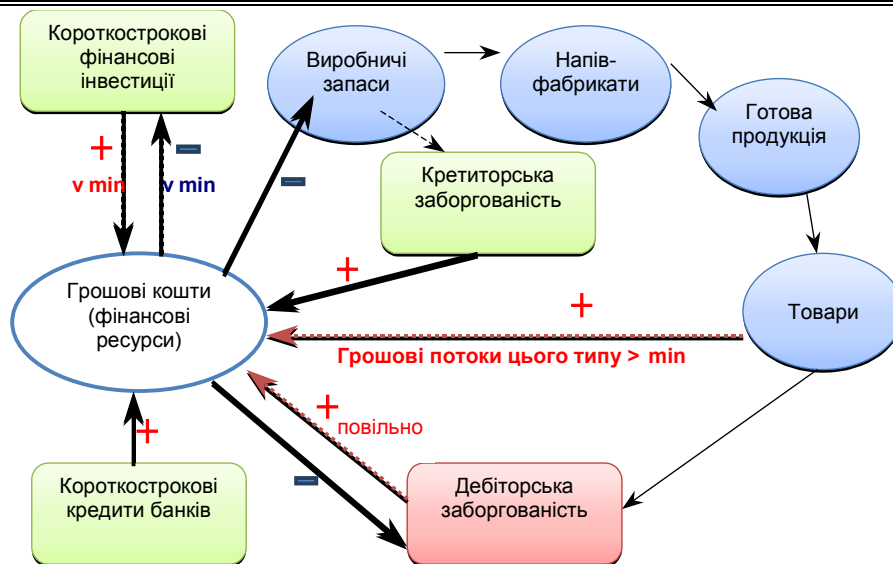 Короткострокові
фінансові
інвестиції
Виробничі
запаси
Напів-
фабрикати
Готова
продукція
+
v min
–
v min
–
Кретиторська
заборгованість
+
Грошові кошти
(фінансові
ресурси)
+
Товари
Грошові потоки цього типу > min
+
повільно
+
–
Короткострокові
кредити банків
Дебіторська
заборгованість